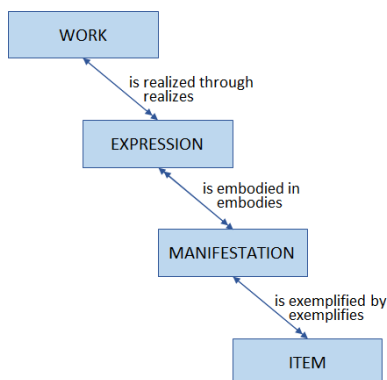 WORK
is realized through
realizes
EXPRESSION
is embodied in
embodies
MANIFESTATION
is exemplified by
exemplifies
ITEM